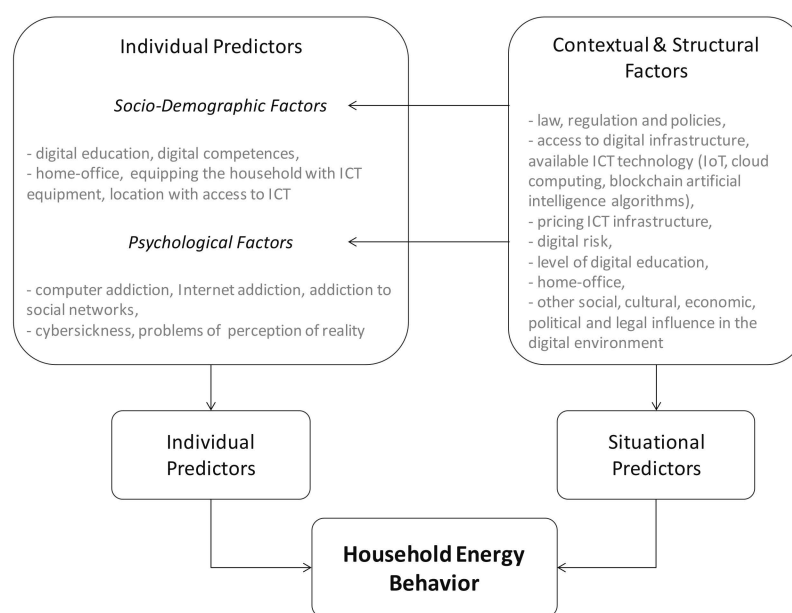 Individual Predictors
Socio-Demographic Factors
- digital education, digital competences,
- home-office, equipping the household with ICT
equipment, location with access to ICT
Psychological Factors
- computer addiction, Internet addiction, addiction to
social networks,
- cybersickness, problems of perception of reality
Contextual & Structural
Factors
- law, regulation and policies,
- access to digital infrastructure,
available ICT technology (IoT, cloud
computing, blockchain artificial
intelligence algorithms),
- pricing ICT infrastructure,
- digital risk,
- level of digital education,
- home-office,
- other social, cultural, economic,
political and legal influence in the
digital environment
Individual
Predictors
Situational
Predictors
Household Energy
Behavior